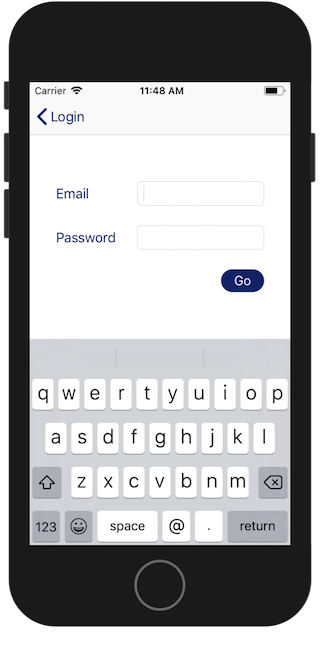 Carrier 11:48 AM
Login
Email
Password
Go
q w e r t y u i o p
a s d f g h j k l
z x c v b n m
123 space @ . return